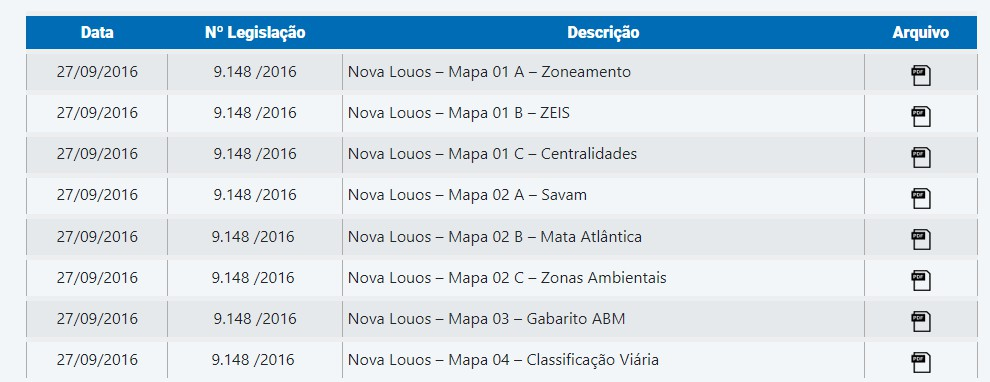 Data Nº Legislação Descrição Arquivo
27/09/2016 9.148 /2016 Nova Louos – Mapa 01 A – Zoneamento PDF
27/09/2016 9.148 /2016 Nova Louos – Mapa 01 B – ZEIS PDF
27/09/2016 9.148 /2016 Nova Louos – Mapa 01 C – Centralidades PDF
27/09/2016 9.148 /2016 Nova Louos – Mapa 02 A – Savam PDF
27/09/2016 9.148 /2016 Nova Louos – Mapa 02 B – Mata Atlântica PDF
27/09/2016 9.148 /2016 Nova Louos – Mapa 02 C – Zonas Ambientais PDF
27/09/2016 9.148 /2016 Nova Louos – Mapa 03 – Gabarito ABM PDF
27/09/2016 9.148 /2016 Nova Louos – Mapa 04 – Classificação Viária PDF